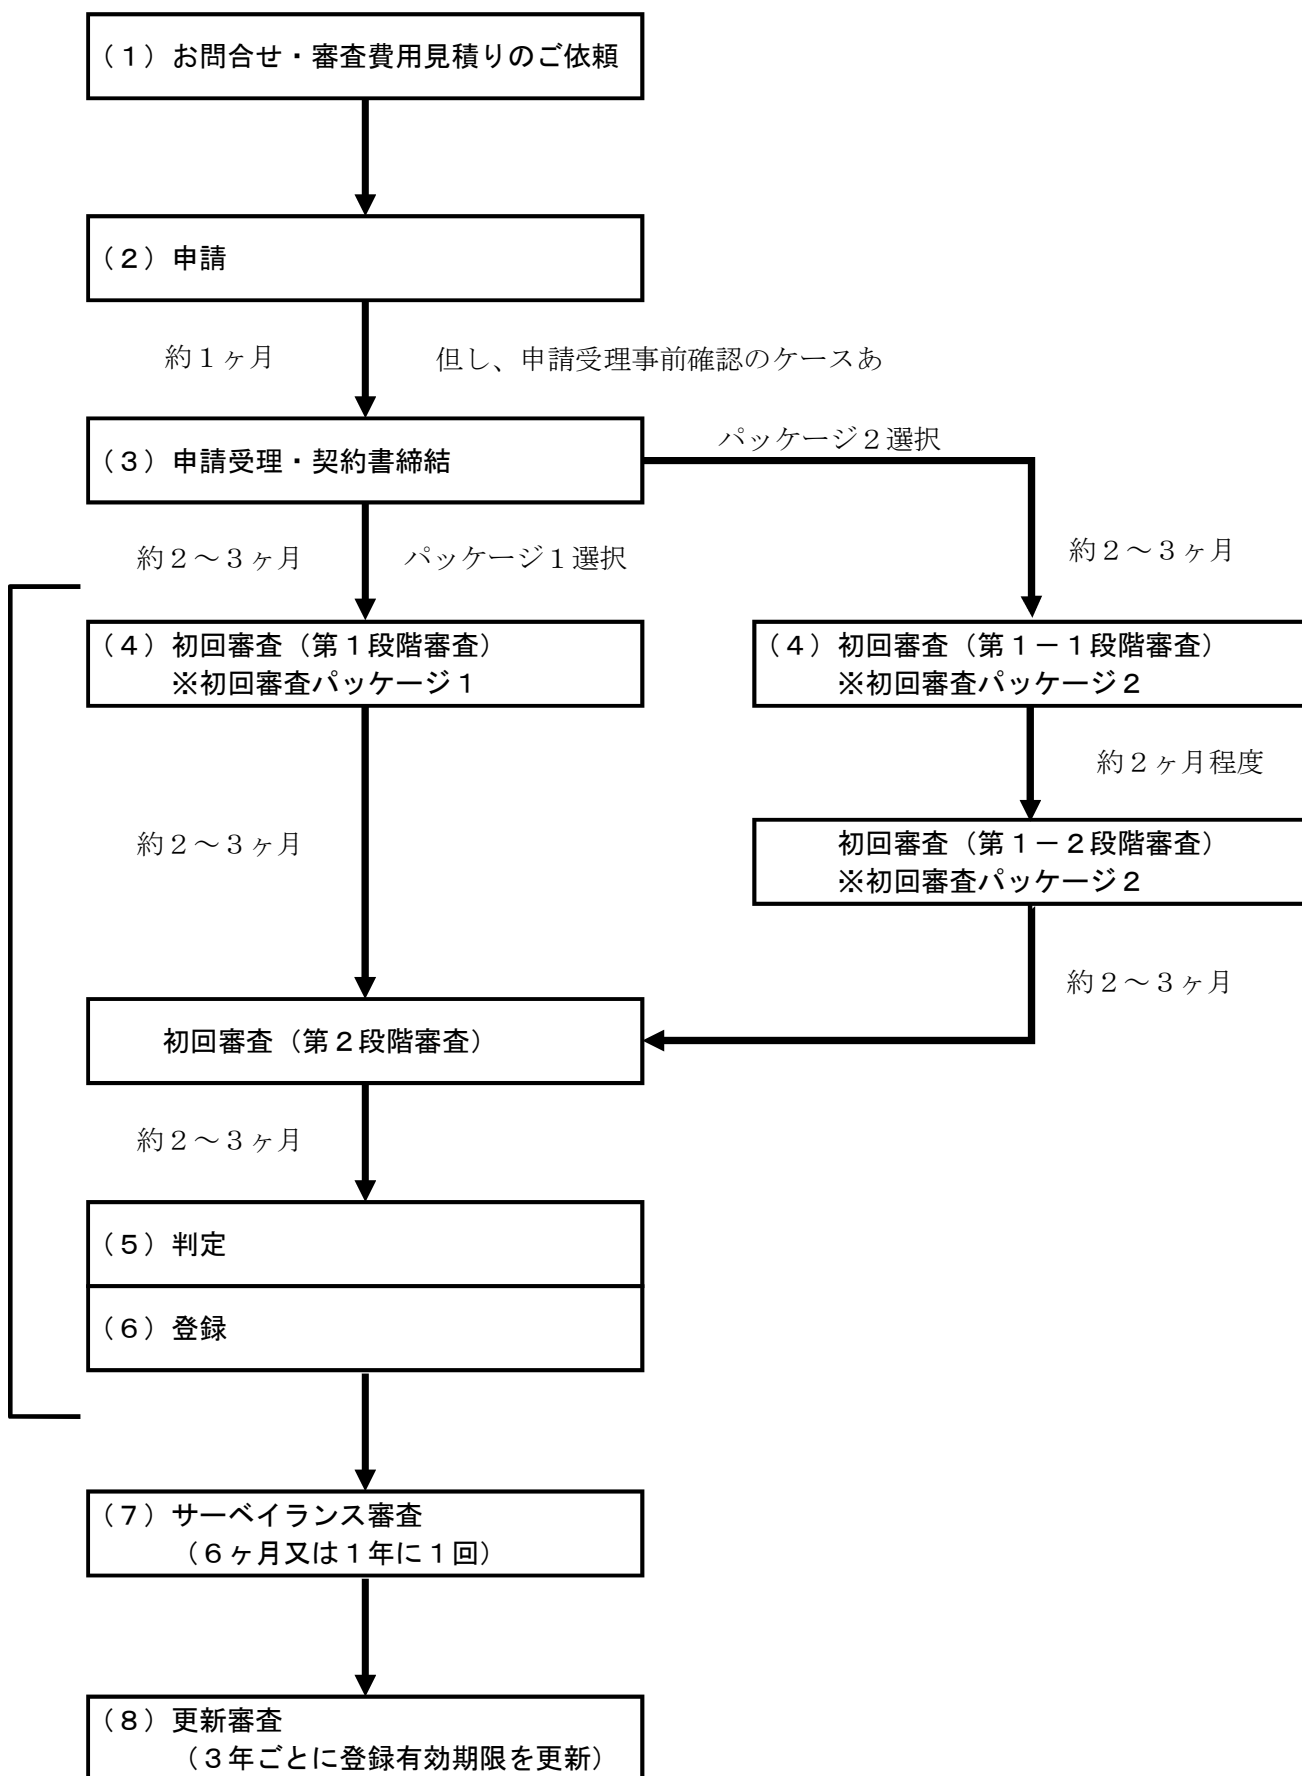 （１）お問合せ・審査費用見積りのご依頼
（２）申請
約１ヶ月
但し、申請受理事前確認のケースあ
（３）申請受理・契約書締結
パッケージ２選択
約２～３ヶ月
パッケージ１選択
約２～３ヶ月
（４）初回審査（第１段階審査）
※初回審査パッケージ１
（４）初回審査（第１－１段階審査）
※初回審査パッケージ２
約２ヶ月程度
約２～３ヶ月
初回審査（第１－２段階審査）
※初回審査パッケージ２
約２～３ヶ月
初回審査（第２段階審査）
約２～３ヶ月
（５）判定
（６）登録
（７）サーベイランス審査
（６ヶ月又は１年に１回）
（８）更新審査
（３年ごとに登録有効期限を更新）